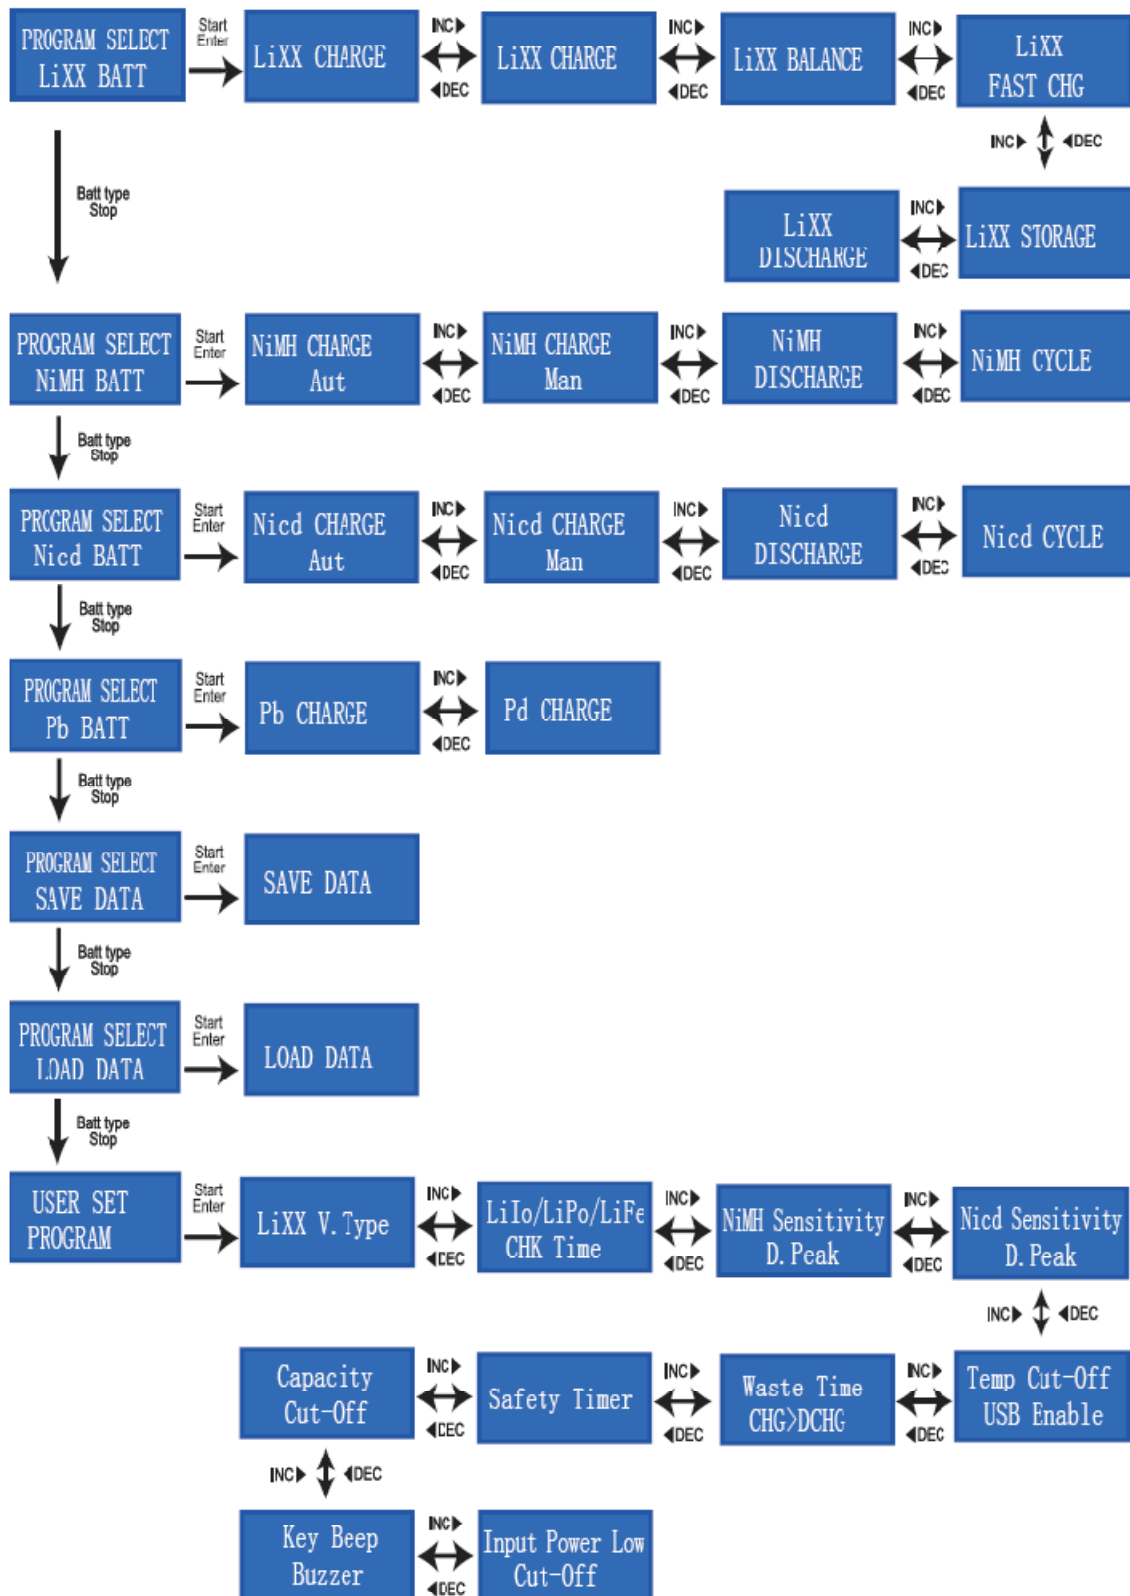 PROGRAM SELECT
LiXX BATT
Start
Enter
LiXX CHARGE
INC▶
◀DEC
LiXX CHARGE
INC▶
◀DEC
LiXX BALANCE
INC▶
◀DEC
LiXX
FAST CHG
INC▶ ◀DEC
Batt type
Stop
LiXX
DISCHARGE
INC▶
◀DEC
LiXX STORAGE
PROGRAM SELECT
NiMH BATT
Start
Enter
NiMH CHARGE
Aut
INC▶
◀DEC
NiMH CHARGE
Man
INC▶
◀DEC
NiMH
DISCHARGE
INC▶
◀DEC
NiMH CYCLE
Batt type
Stop
PROGRAM SELECT
Nicd BATT
Start
Enter
Nicd CHARGE
Aut
INC▶
◀DEC
Nicd CHARGE
Man
INC▶
◀DEC
Nicd
DISCHARGE
INC▶
◀DEC
Nicd CYCLE
Batt type
Stop
PROGRAM SELECT
Pb BATT
Start
Enter
Pb CHARGE
INC▶
◀DEC
Pd CHARGE
Batt type
Stop
PROGRAM SELECT
SAVE DATA
Start
Enter
SAVE DATA
Batt type
Stop
PROGRAM SELECT
LOAD DATA
Start
Enter
LOAD DATA
Batt type
Stop
USER SET
PROGRAM
Start
Enter
LiXX V.Type
INC▶
◀DEC
LiIo/LiPo/LiFe
CHK Time
INC▶
◀DEC
NiMH Sensitivity
D.Peak
INC▶
◀DEC
Nicd Sensitivity
D.Peak
INC▶ ◀DEC
Capacity
Cut-Off
INC▶
◀DEC
Safety Timer
INC▶
◀DEC
Waste Time
CHG>DCHG
INC▶
◀DEC
Temp Cut-Off
USB Enable
INC▶ ◀DEC
Key Beep
Buzzer
INC▶
◀DEC
Input Power Low
Cut-Off